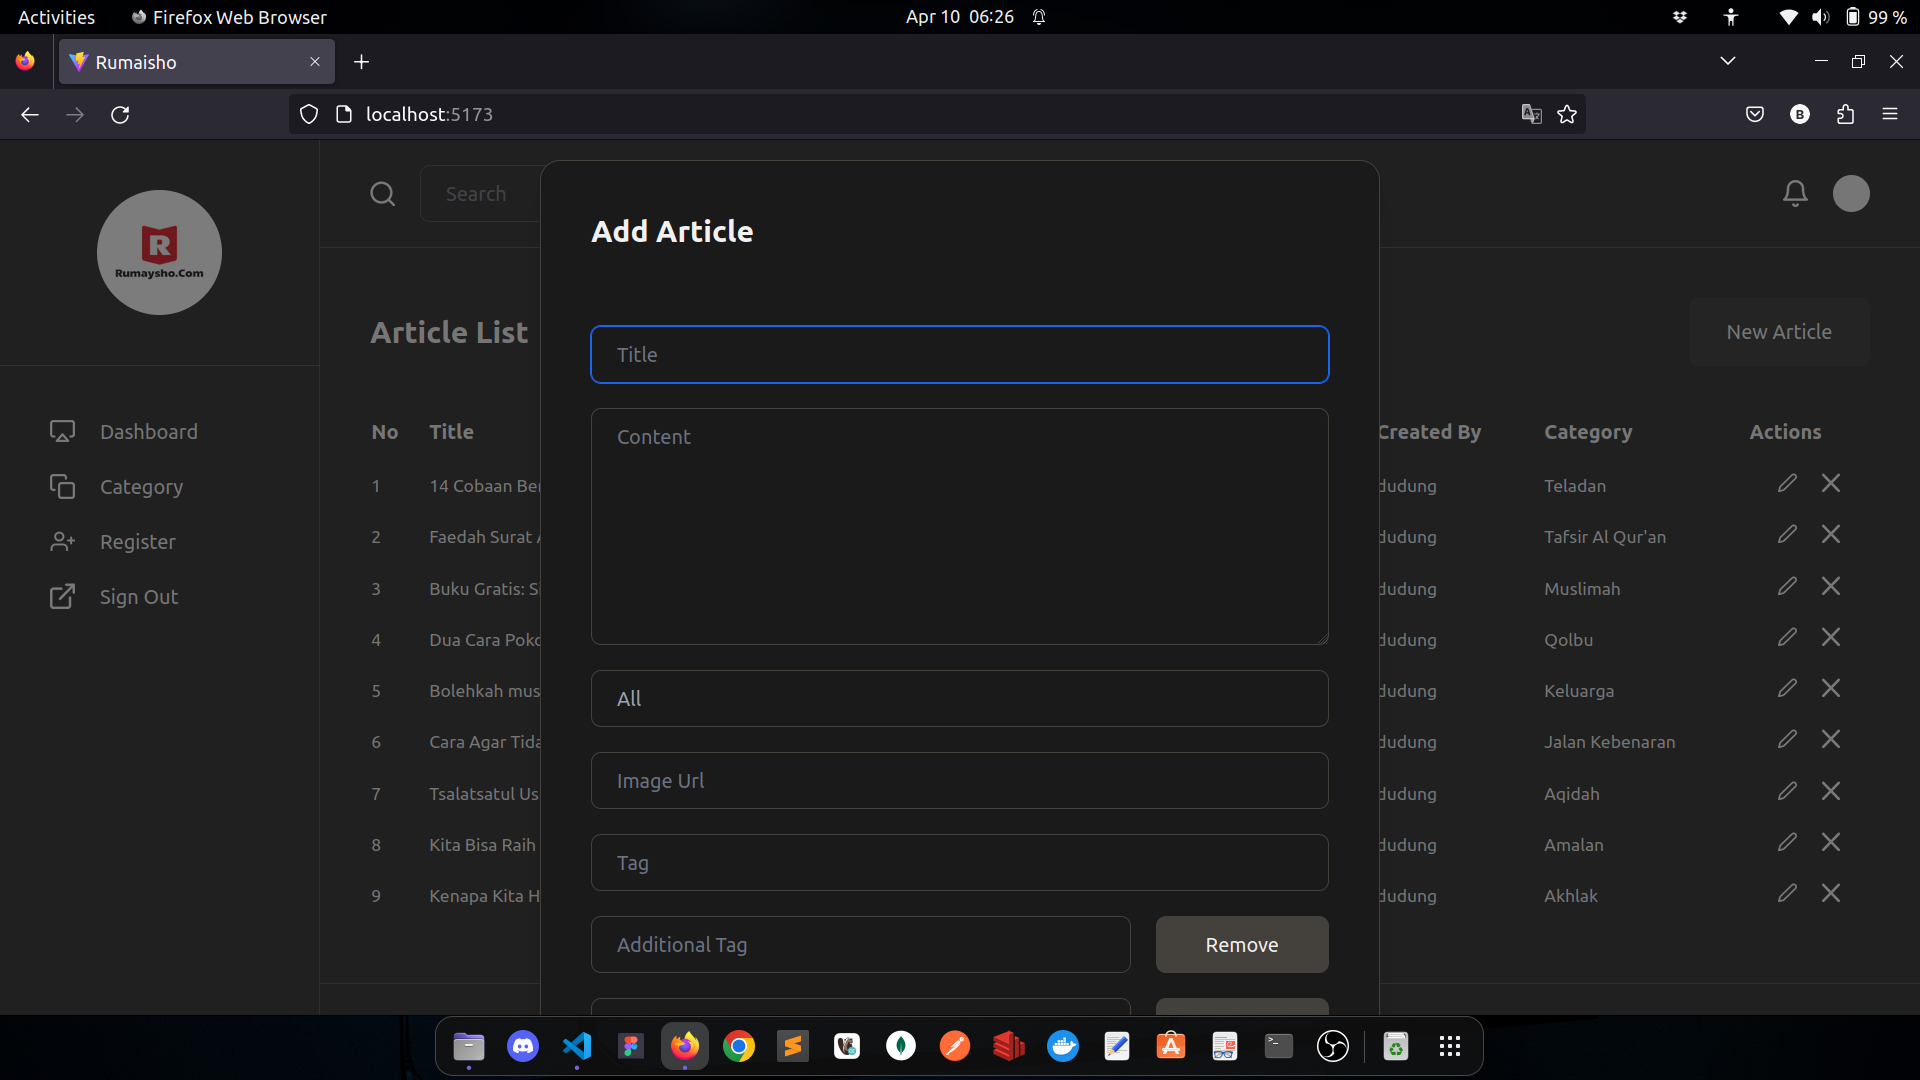 Activities
Firefox Web Browser
Apr 10 06:26
99 %
Rumaisho
localhost:5173
B
R
Rumaysho.Com
Search
Add Article
Article List
New Article
Title
Content
All
Image Url
Tag
Additional Tag
Remove
Dashboard
Category
Register
Sign Out
No Title Created By Category Actions
1 14 Cobaan Ber dudung Teladan
2 Faedah Surat A dudung Tafsir Al Qur'an
3 Buku Gratis: S dudung Muslimah
4 Dua Cara Poko dudung Qolbu
5 Bolehkah mus dudung Keluarga
6 Cara Agar Tida dudung Jalan Kebenaran
7 Tsalatsatul Us dudung Aqidah
8 Kita Bisa Raih dudung Amalan
9 Kenapa Kita H dudung Akhlak